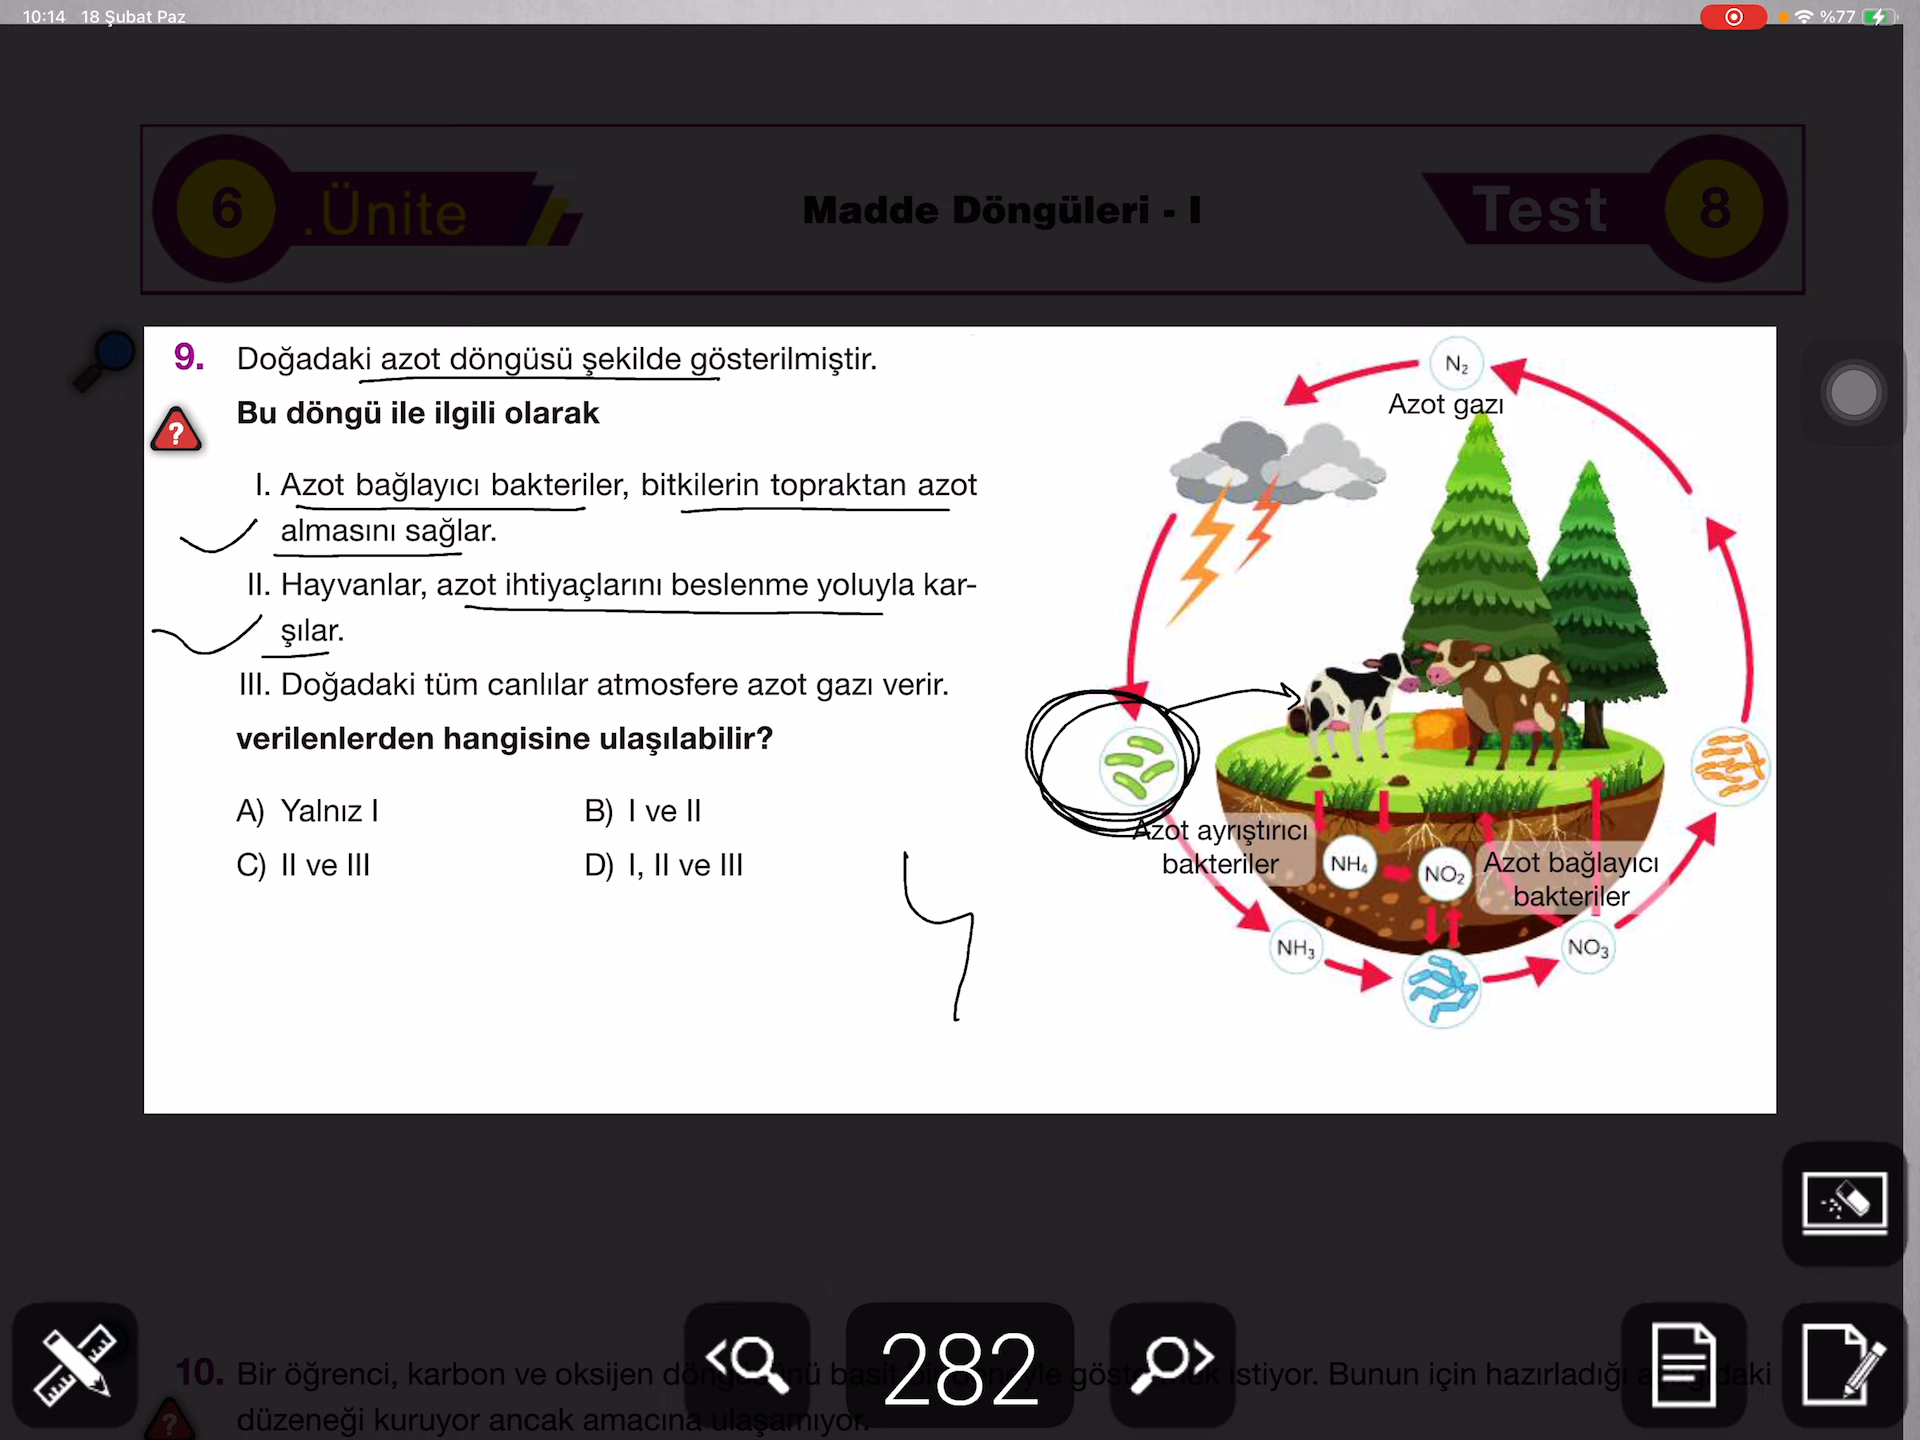 10:14 18 Şubat Paz
%77
6 .Ünite
Madde Döngüleri - I
Test 8
9. Doğadaki azot döngüsü şekilde gösterilmiştir.
?
Bu döngü ile ilgili olarak
I. Azot bağlayıcı bakteriler, bitkilerin topraktan azot
almasını sağlar.
II. Hayvanlar, azot ihtiyaçlarını beslenme yoluyla kar-
şılar.
III. Doğadaki tüm canlılar atmosfere azot gazı verir.
verilenlerden hangisine ulaşılabilir?
A) Yalnız I
B) I ve II
C) II ve III
D) I, II ve III
N₂
Azot gazı
Azot ayrıştırıcı
bakteriler
NH₄
NO₂
Azot bağlayıcı
bakteriler
NH₃
NO₃
282
10. Bir öğrenci, karbon ve oksijen istiyor. Bunun için hazırladığı
?
düzeneği kuruyor ancak amacına ulaşamıyor.